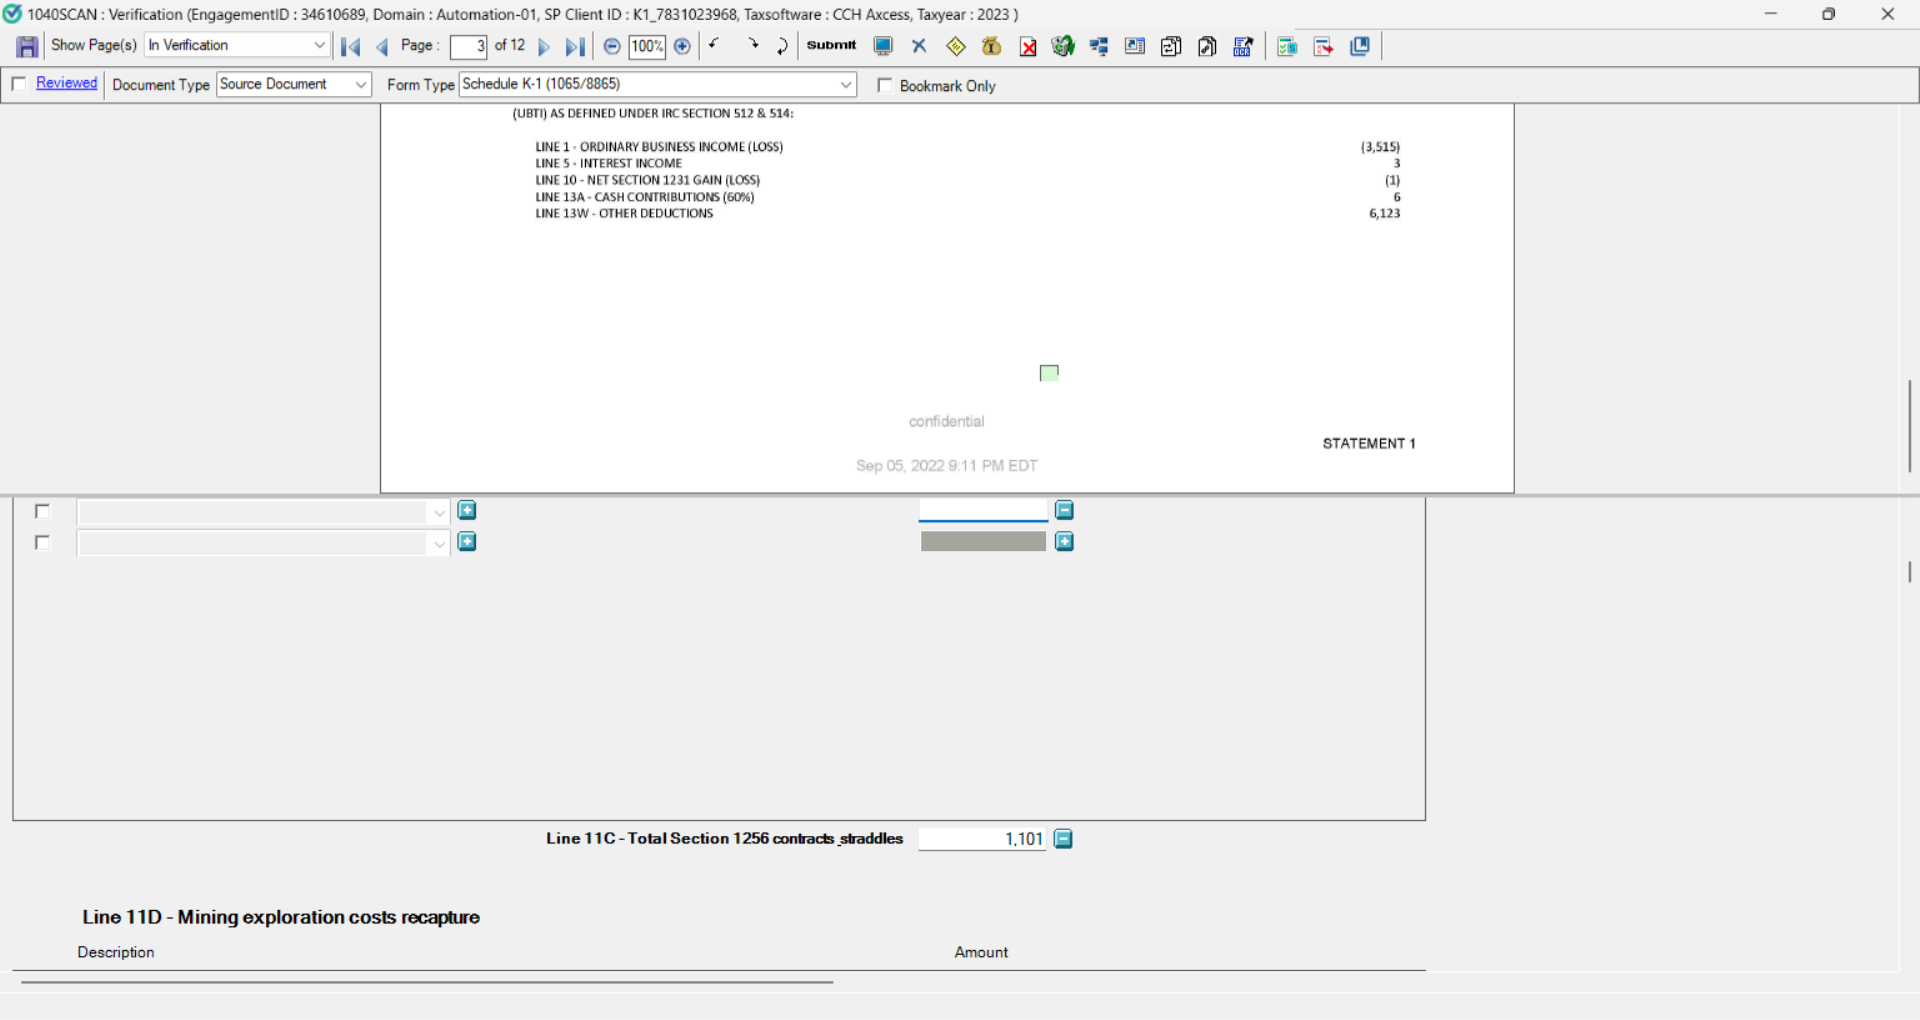 1040SCAN : Verification (EngagementID : 34610689, Domain : Automation-01, SP Client ID : K1_7831023968, Taxsoftware : CCH Axcess, Taxyear : 2023 )
Show Page(s) In Verification Page : 3 of 12 100% Submit
Reviewed Document Type Source Document Form Type Schedule K-1 (1065/8865) Bookmark Only
(UBTI) AS DEFINED UNDER IRC SECTION 512 & 514:
LINE 1 - ORDINARY BUSINESS INCOME (LOSS) (3,515)
LINE 5 - INTEREST INCOME 3
LINE 10 - NET SECTION 1231 GAIN (LOSS) (1)
LINE 13A - CASH CONTRIBUTIONS (60%) 6
LINE 13W - OTHER DEDUCTIONS 6,123
confidential
STATEMENT 1
Sep 05, 2022 9:11 PM EDT
Line 11C - Total Section 1256 contracts_straddles 1,101
Line 11D - Mining exploration costs recapture
Description Amount